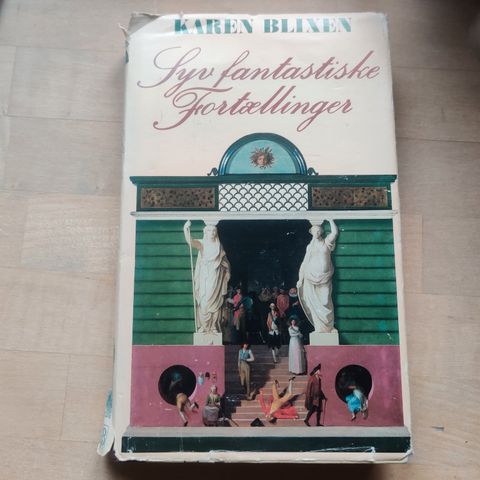 KAREN BLIXEN
Syv fantastiske
Fortællinger